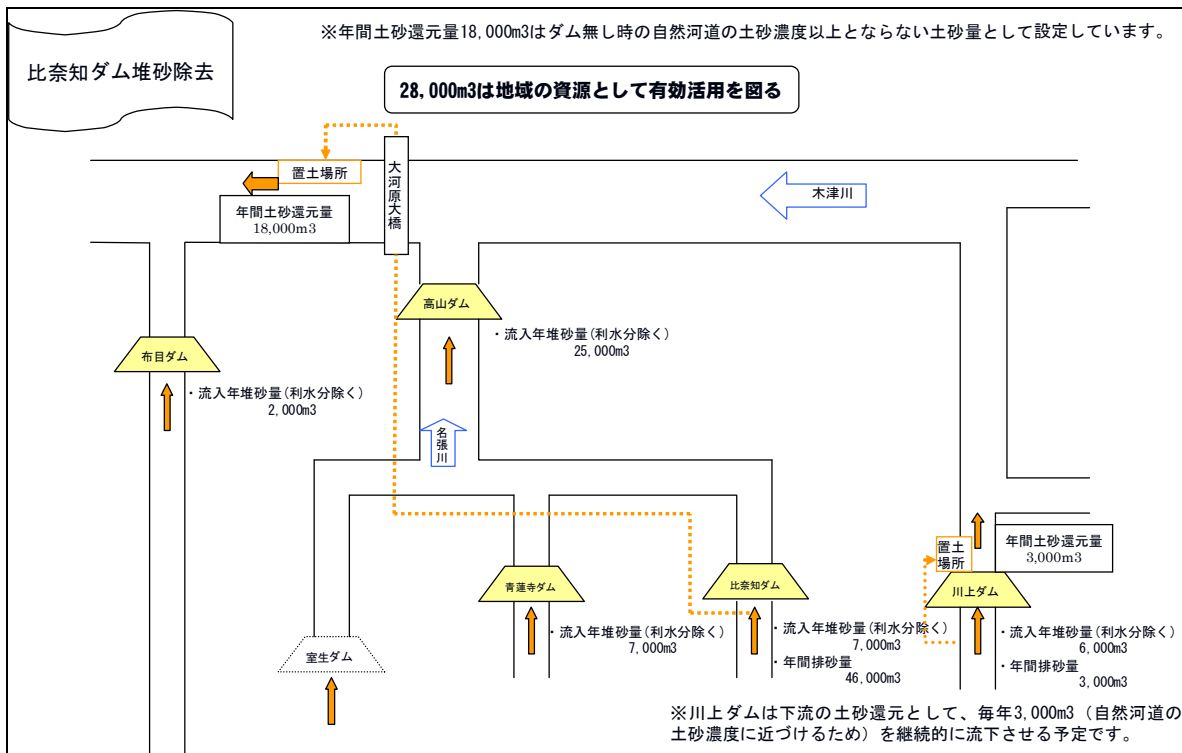 ※年間土砂還元量18,000m3はダム無し時の自然河道の土砂濃度以上とならない土砂量として設定しています。
比奈知ダム堆砂除去
28,000m3は地域の資源として有効活用を図る
置土場所
大河原大橋
木津川
年間土砂還元量
18,000m3
高山ダム
・流入年堆砂量(利水分除く)
25,000m3
布目ダム
・流入年堆砂量(利水分除く)
2,000m3
名張川
置土
場所
年間土砂還元量
3,000m3
青蓮寺ダム
比奈知ダム
川上ダム
・流入年堆砂量(利水分除く)
7,000m3
・流入年堆砂量(利水分除く)
7,000m3
・年間排砂量
46,000m3
・流入年堆砂量(利水分除く)
6,000m3
・年間排砂量
3,000m3
室生ダム
※川上ダムは下流の土砂還元として、毎年3,000m3（自然河道の
土砂濃度に近づけるため）を継続的に流下させる予定です。